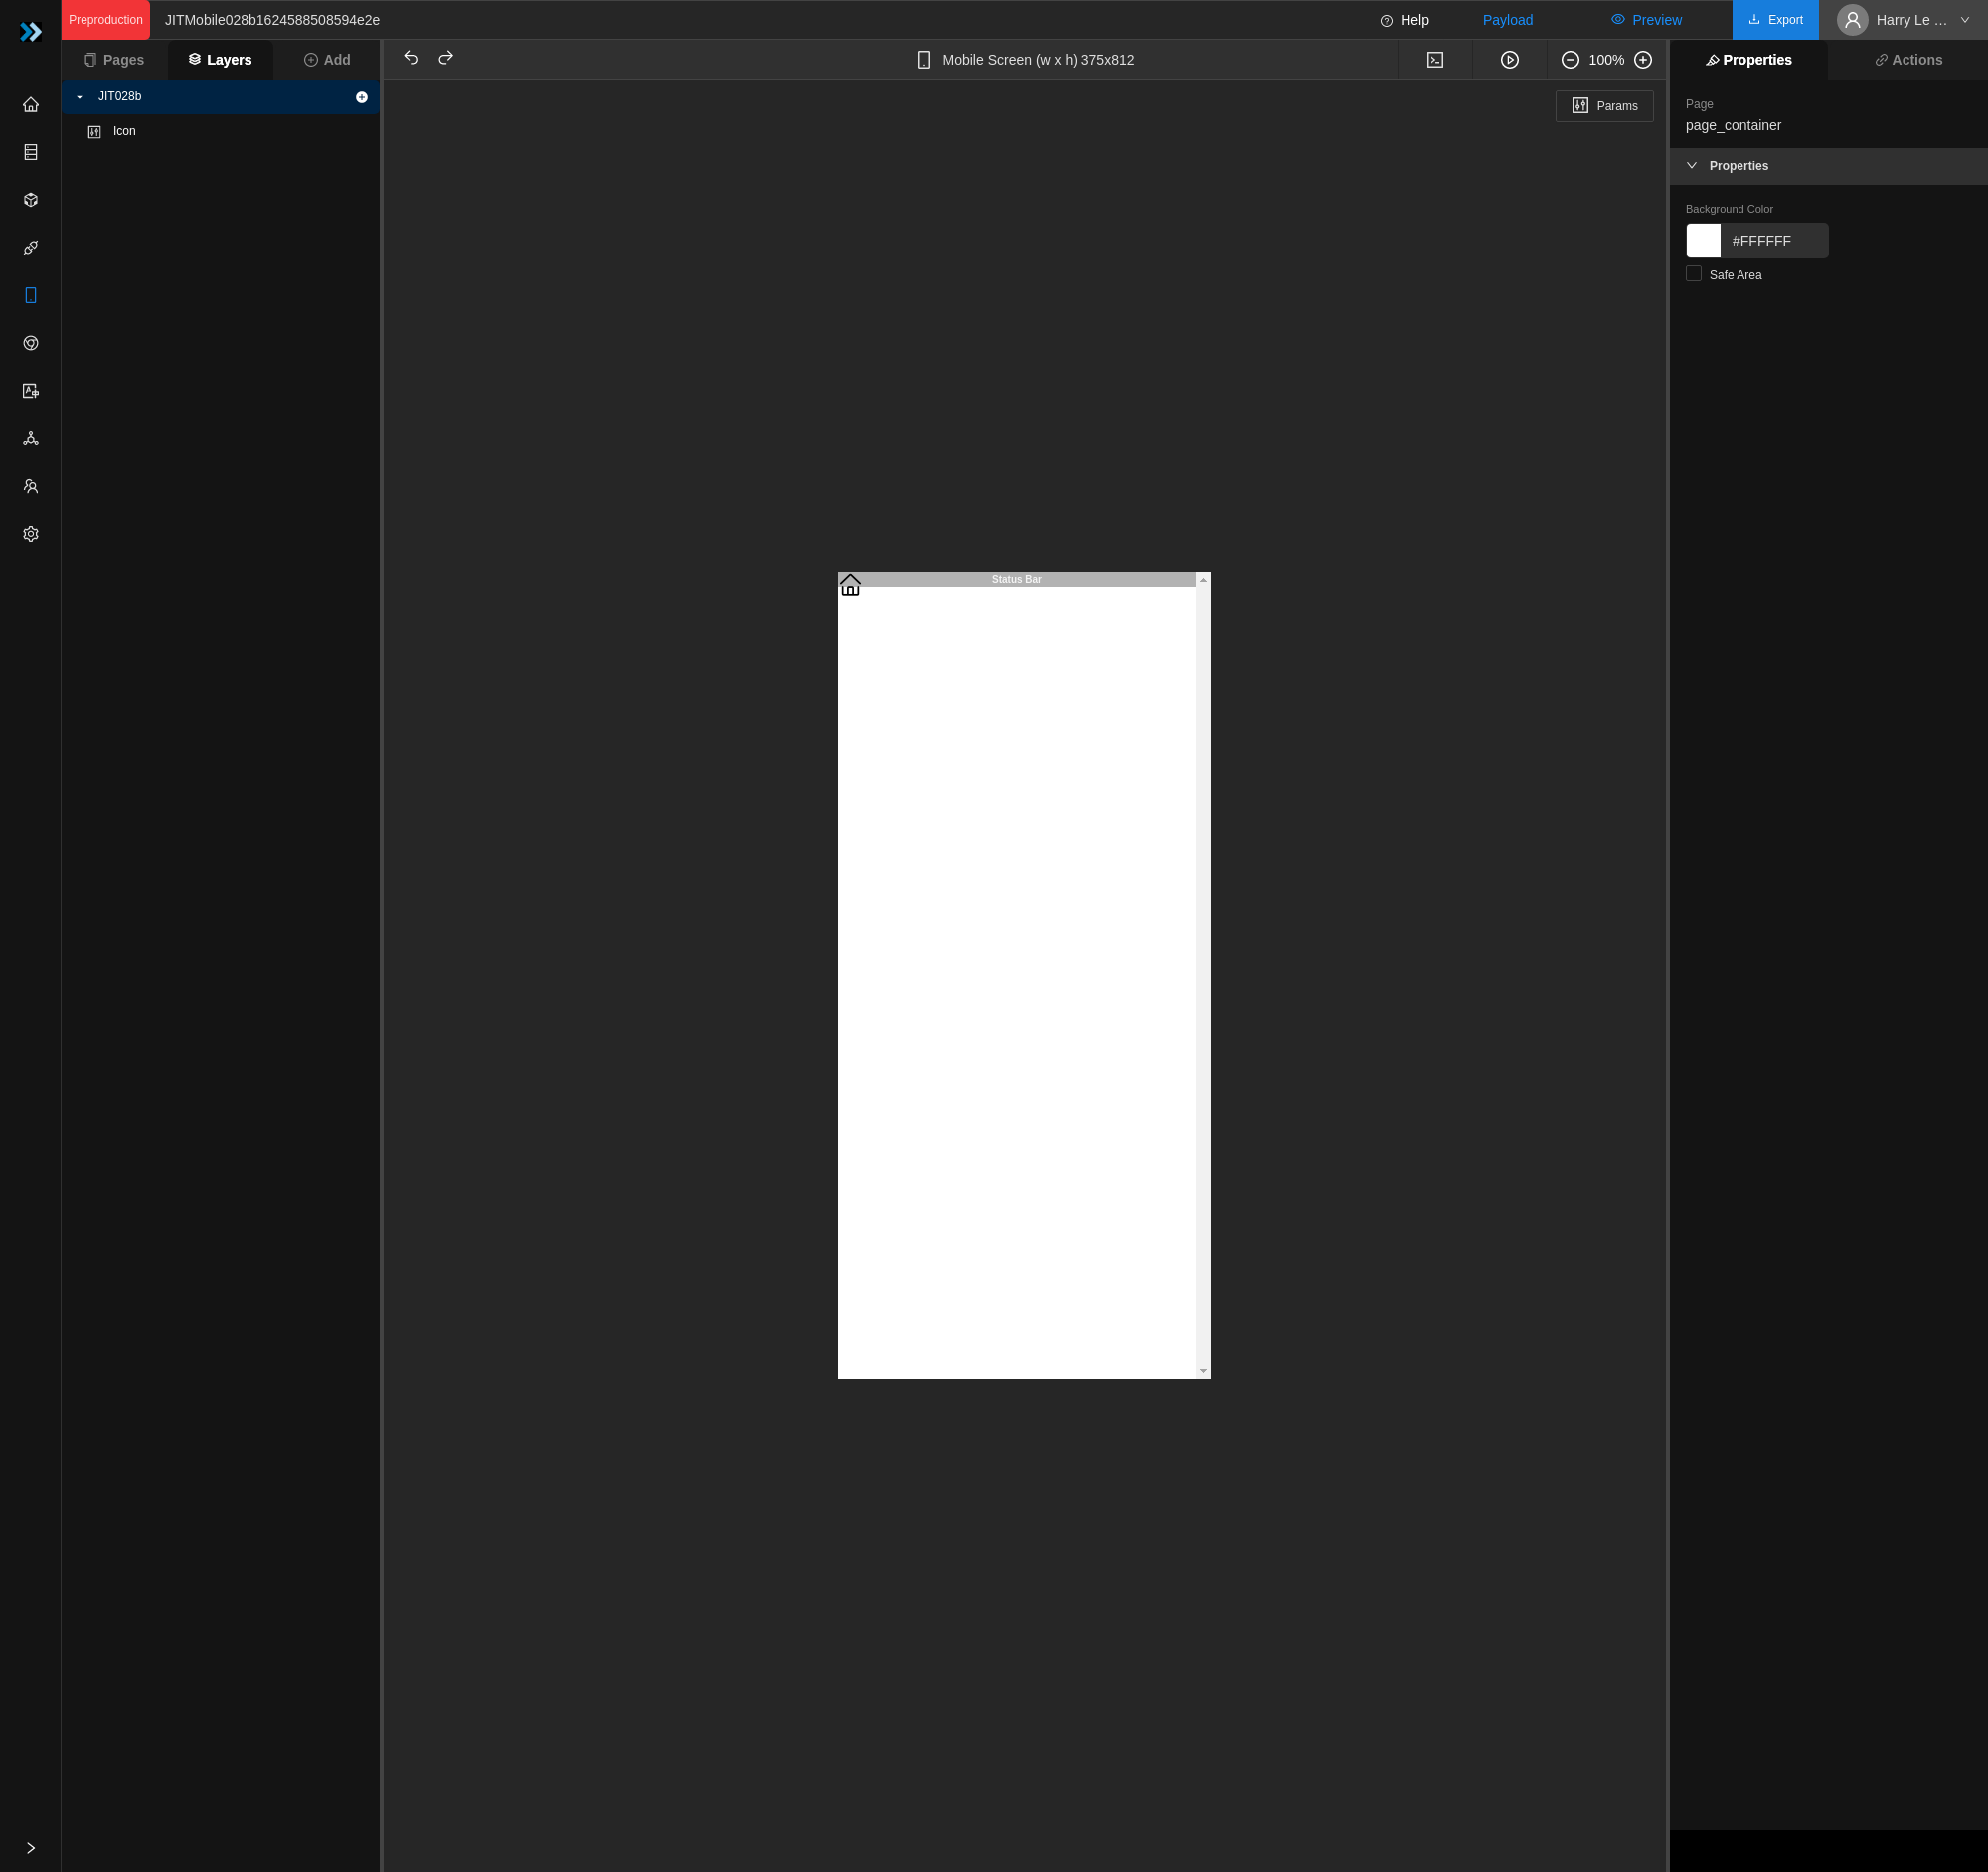 Preproduction
JITMobile028b1624588508594e2e
Help
Payload
Preview
Export
Harry Le ...
Pages
Layers
Add
Mobile Screen (w x h) 375x812
100%
Properties
Actions
JIT028b
Icon
Params
Page
page_container
Properties
Background Color
#FFFFFF
Safe Area
Status Bar